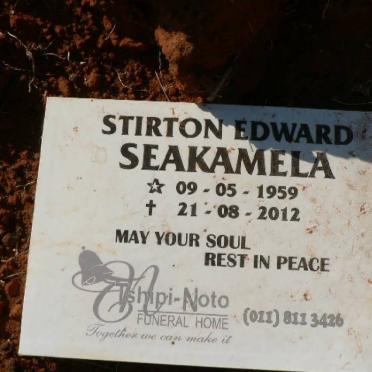 STIRTON EDWARD
SEAKAMELA
☆ 09 - 05 - 1959
† 21 - 08 - 2012
MAY YOUR SOUL
REST IN PEACE
Tshipi-Noto
FUNERAL HOME (011) 811 3426
Together we can make it